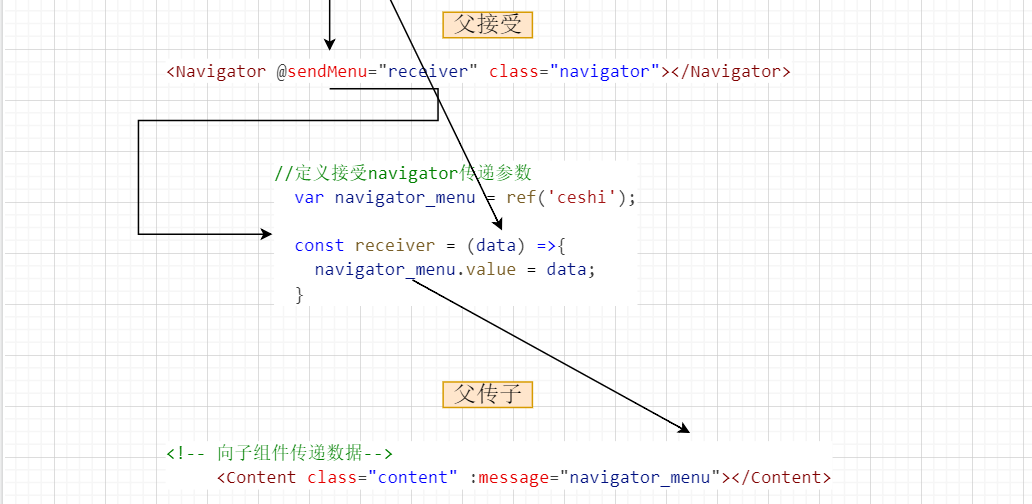 父接受
<Navigator @sendMenu="receiver" class="navigator"></Navigator>
//定义接受navigator传递参数
var navigator_menu = ref('ceshi');
const receiver = (data) =>{
navigator_menu.value = data;
}
父传子
<!-- 向子组件传递数据-->
<Content class="content" :message="navigator_menu"></Content>